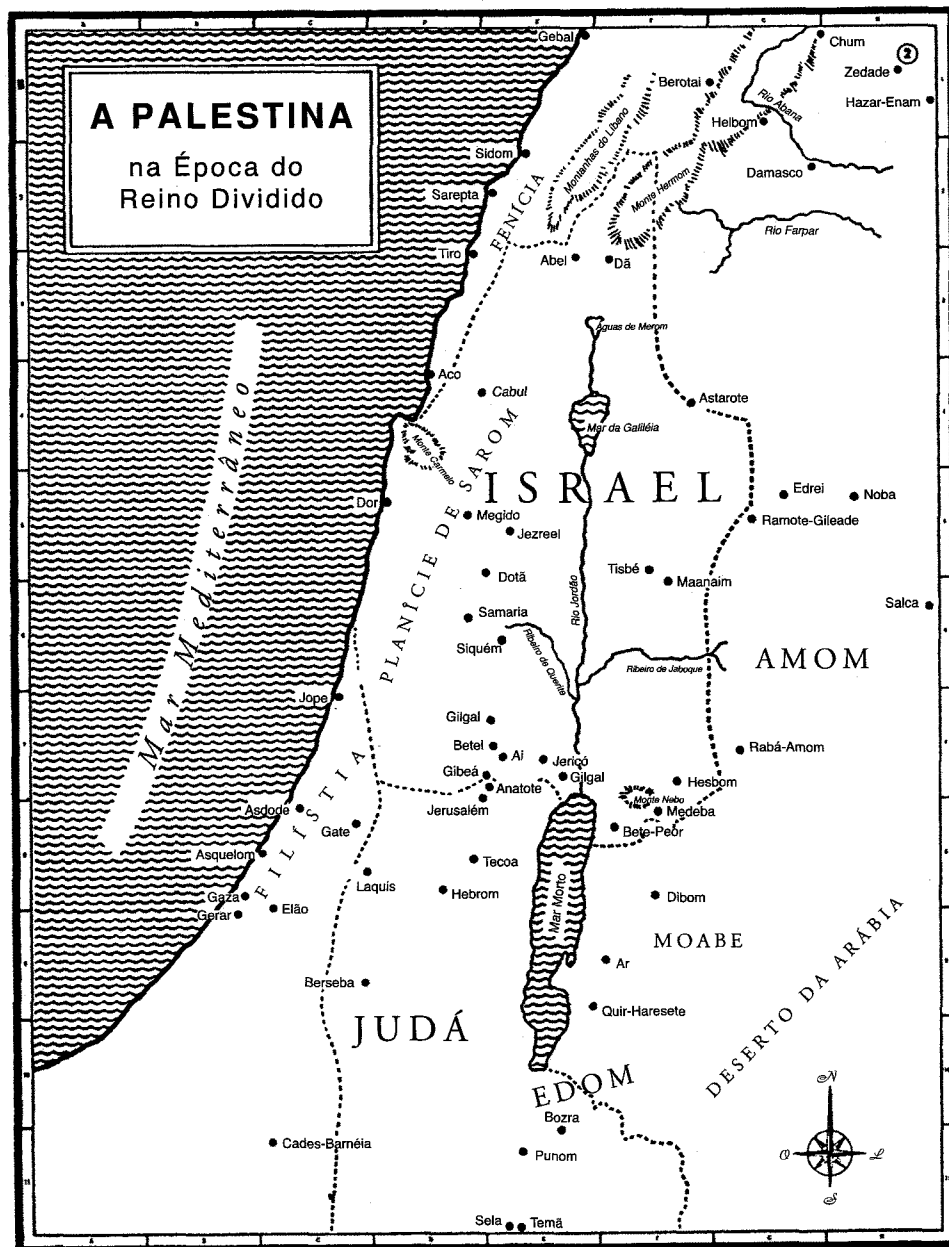 A PALESTINA
na Época do
Reino Dividido
2
Gebal
Chum
Zedade
Berotai
Hazar-Enam
Rio Abana
Helbom
Montanhas do Líbano
Sidom
Damasco
Monte Hermom
Sarepta
FENÍCIA
Rio Farpar
Tiro
Abel
Dã
Águas de Merom
Aco
Cabul
Astarote
Mar da Galiléia
Monte Carmelo
Mar Mediterrâneo
PLANÍCIE DE SAROM
ISRAEL
Edrei
Noba
Dor
Megido
Ramote-Gileade
Jezreel
Dotã
Tisbé
Maanaim
Rio Jordão
Salca
Samaria
Siquém
Ribeiro de Querite
Ribeiro de Jaboque
AMOM
Jope
Gilgal
Betel
Ai
Jericó
Rabá-Amom
Gibeá
Gilgal
Hesbom
Anatote
Monte Nebo
Jerusalém
Medeba
Asdode
Gate
Bete-Peor
FILÍSTIA
Asquelom
Tecoa
Laquis
Hebrom
Mar Morto
Gaza
Elão
Gerar
Dibom
MOABE
Ar
DESERTO DA ARÁBIA
Berseba
Quir-Haresete
JUDÁ
EDOM
Bozra
Cades-Barnéia
Punom
N
O
L
S
Sela
Temã